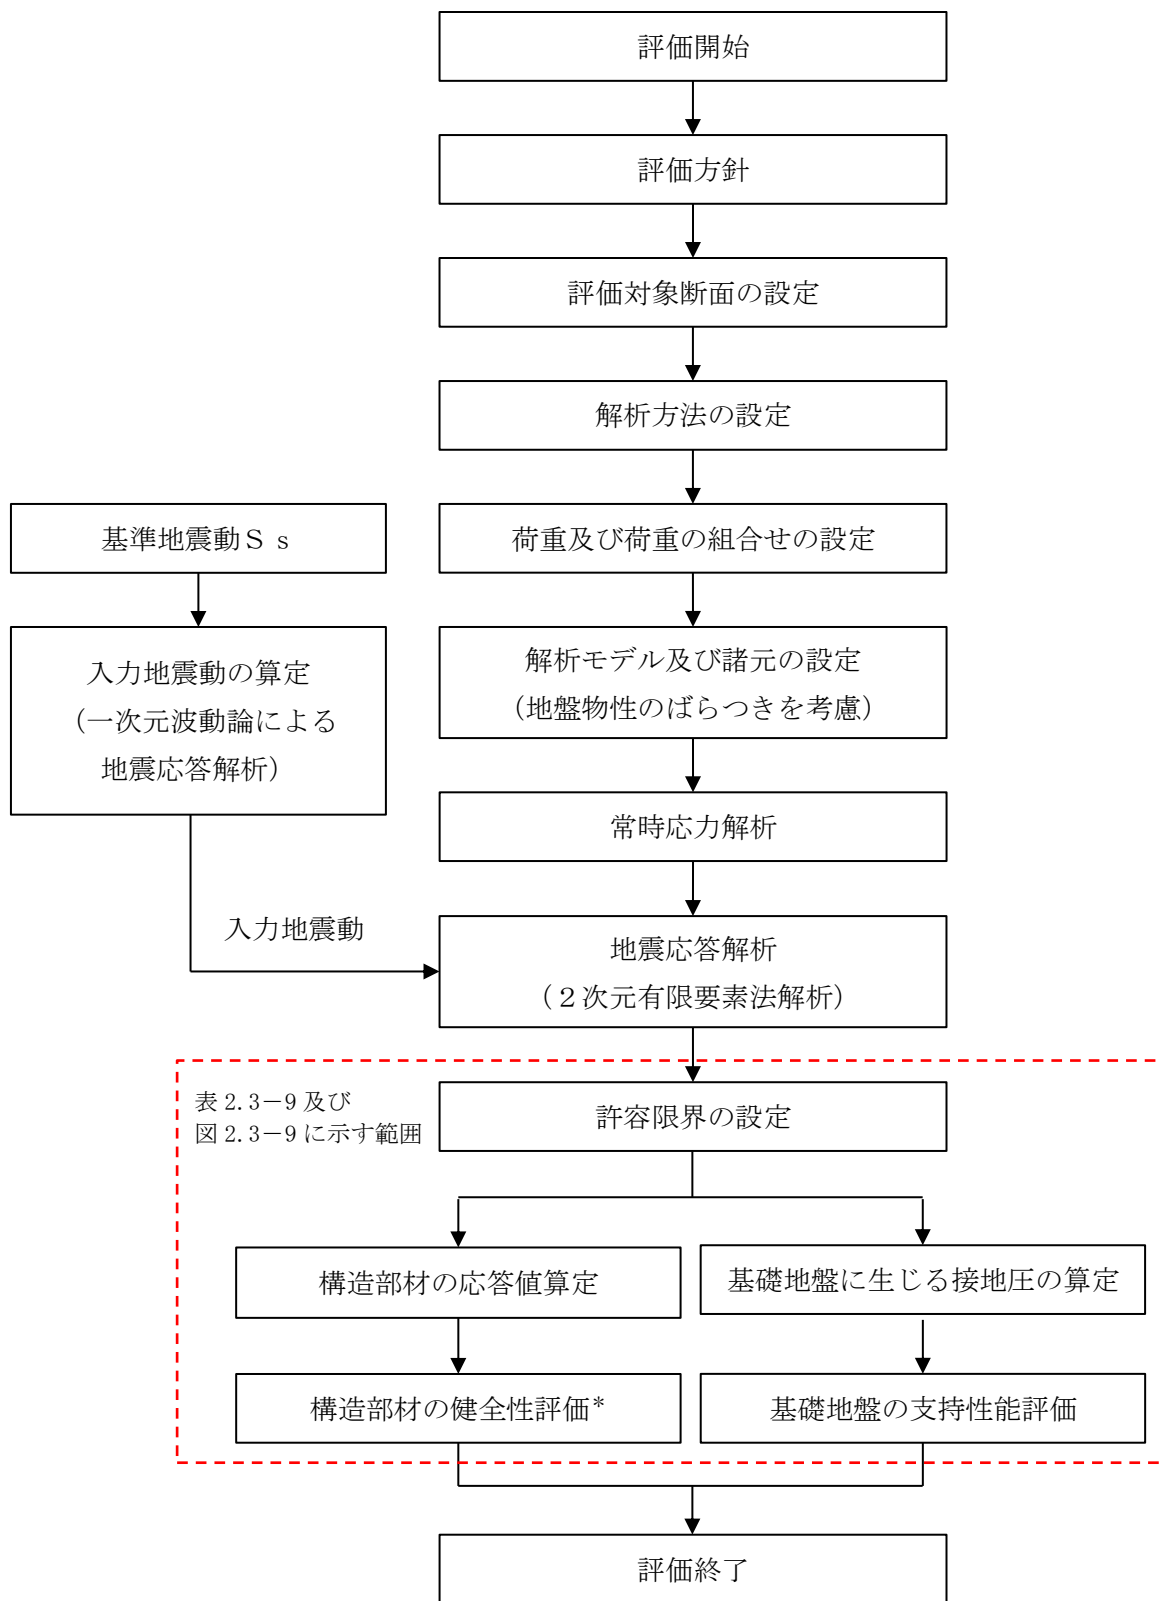 評価開始
評価方針
評価対象断面の設定
解析方法の設定
基準地震動Ｓｓ
荷重及び荷重の組合せの設定
入力地震動の算定
（一次元波動論による
地震応答解析）
解析モデル及び諸元の設定
（地盤物性のばらつきを考慮）
常時応力解析
入力地震動
地震応答解析
（２次元有限要素法解析）
表 2.3－9 及び
図 2.3－9 に示す範囲
許容限界の設定
構造部材の応答値算定
基礎地盤に生じる接地圧の算定
構造部材の健全性評価*
基礎地盤の支持性能評価
評価終了